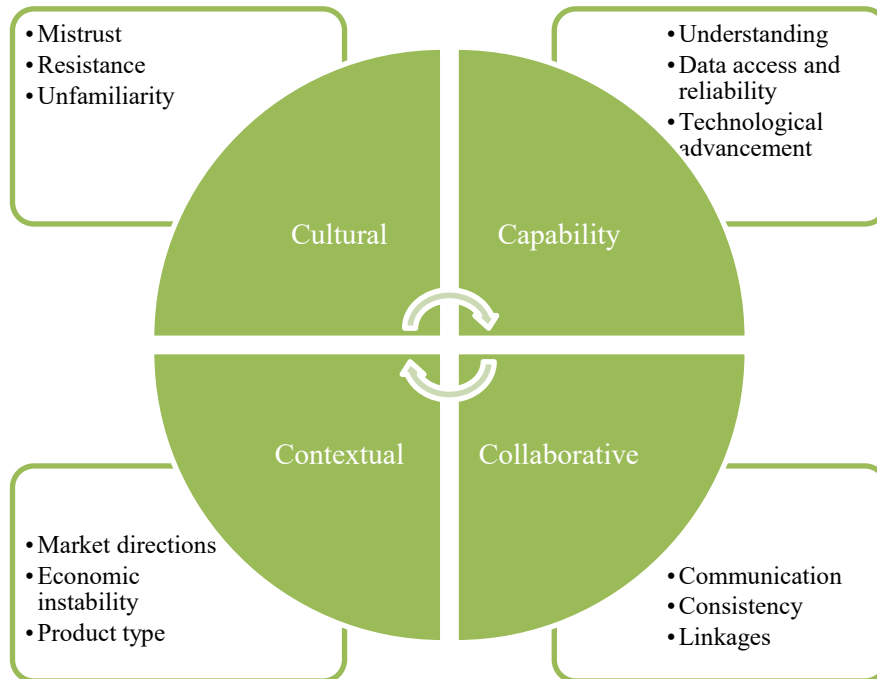 • Mistrust
• Resistance
• Unfamiliarity
• Understanding
• Data access and
reliability
• Technological
advancement
Cultural
Capability
Contextual
Collaborative
• Market directions
• Economic
instability
• Product type
• Communication
• Consistency
• Linkages